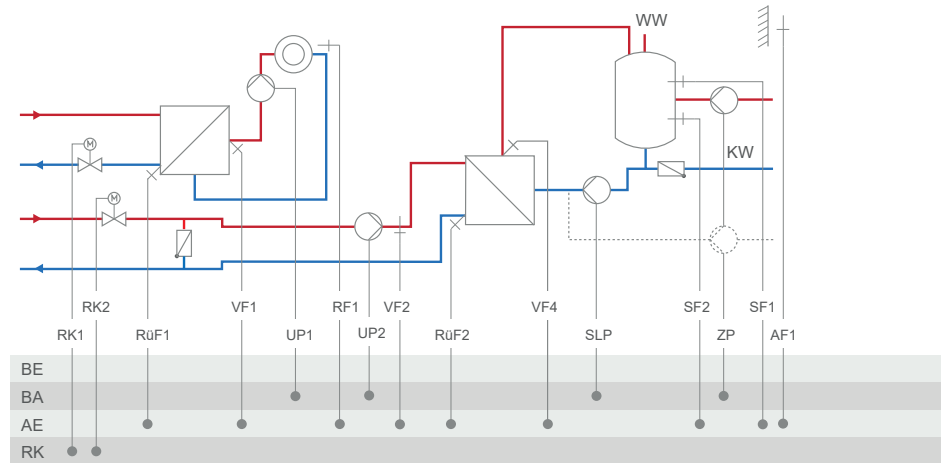 WW
M
KW
M
RK2 VF1 RF1 VF2 VF4 SF2 SF1
RK1 RüF1 UP1 UP2 RüF2 SLP ZP AF1
BE
BA
AE
RK